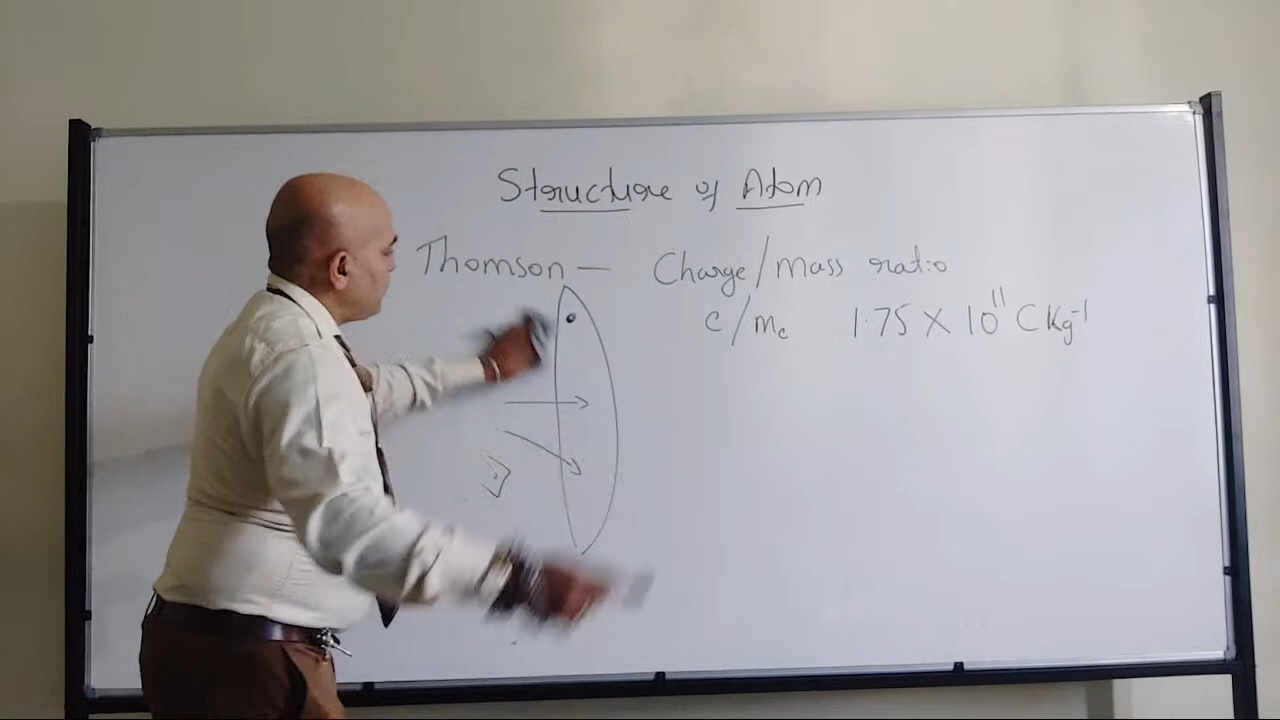 Structure of Atom
Thomson — Charge/mass ratio
e/me 1.75 X 10¹¹ C Kg⁻¹